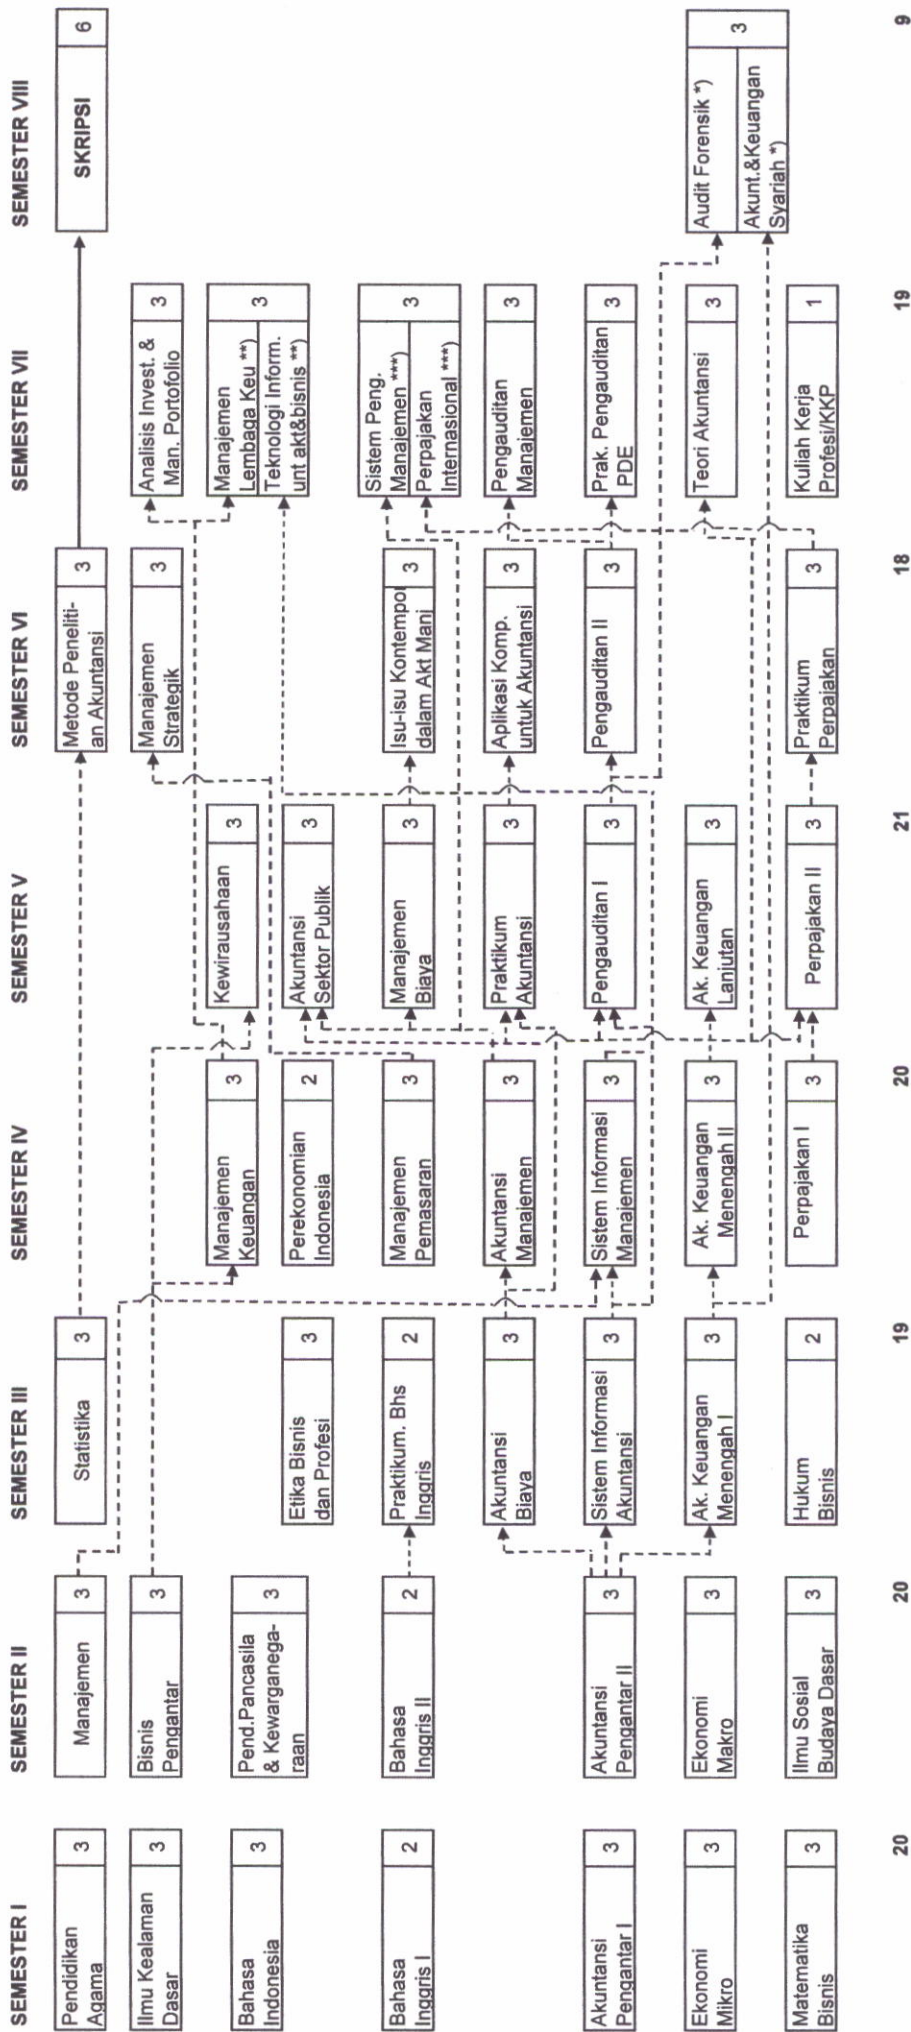 SEMESTER I
Pendidikan
Agama
3
Ilmu Kealaman
Dasar
3
Bahasa
Indonesia
3
Bahasa
Inggris I
2
Akuntansi
Pengantar I
3
Ekonomi
Mikro
3
Matematika
Bisnis
3
20
SEMESTER II
Manajemen
3
Bisnis
Pengantar
3
Pend.Pancasila
& Kewarganega-
raan
3
Bahasa
Inggris II
2
Akuntansi
Pengantar II
3
Ekonomi
Makro
3
Ilmu Sosial
Budaya Dasar
3
20
SEMESTER III
Statistika
3
Etika Bisnis
dan Profesi
3
Praktikum. Bhs
Inggris
2
Akuntansi
Biaya
3
Sistem Informasi
Akuntansi
3
Ak. Keuangan
Menengah I
3
Hukum
Bisnis
2
19
SEMESTER IV
Manajemen
Keuangan
3
Perekonomian
Indonesia
2
Manajemen
Pemasaran
3
Akuntansi
Manajemen
3
Sistem Informasi
Manajemen
3
Ak. Keuangan
Menengah II
3
Perpajakan I
3
20
SEMESTER V
Kewirausahaan
3
Akuntansi
Sektor Publik
3
Manajemen
Biaya
3
Praktikum
Akuntansi
3
Pengauditan I
3
Ak. Keuangan
Lanjutan
3
Perpajakan II
3
21
SEMESTER VI
Metode Peneliti-
an Akuntansi
3
Manajemen
Strategik
3
Isu-isu Kontempor
dalam Akt Manj
3
Aplikasi Komp.
untuk Akuntansi
3
Pengauditan II
3
Praktikum
Perpajakan
3
18
SEMESTER VII
Analisis Invest. &
Man. Portofolio
3
Manajemen
Lembaga Keu **)
Teknologi Inform.
unt akt&bisnis **)
3
Sistem Peng.
Manajemen ***)
Perpajakan
Internasional ***)
3
Pengauditan
Manajemen
3
Prak. Pengauditan
PDE
3
Teori Akuntansi
3
Kuliah Kerja
Profesi/KKP
1
19
SEMESTER VIII
SKRIPSI
6
Audit Forensik *)
Akunt.&Keuangan
Syariah *)
3
9